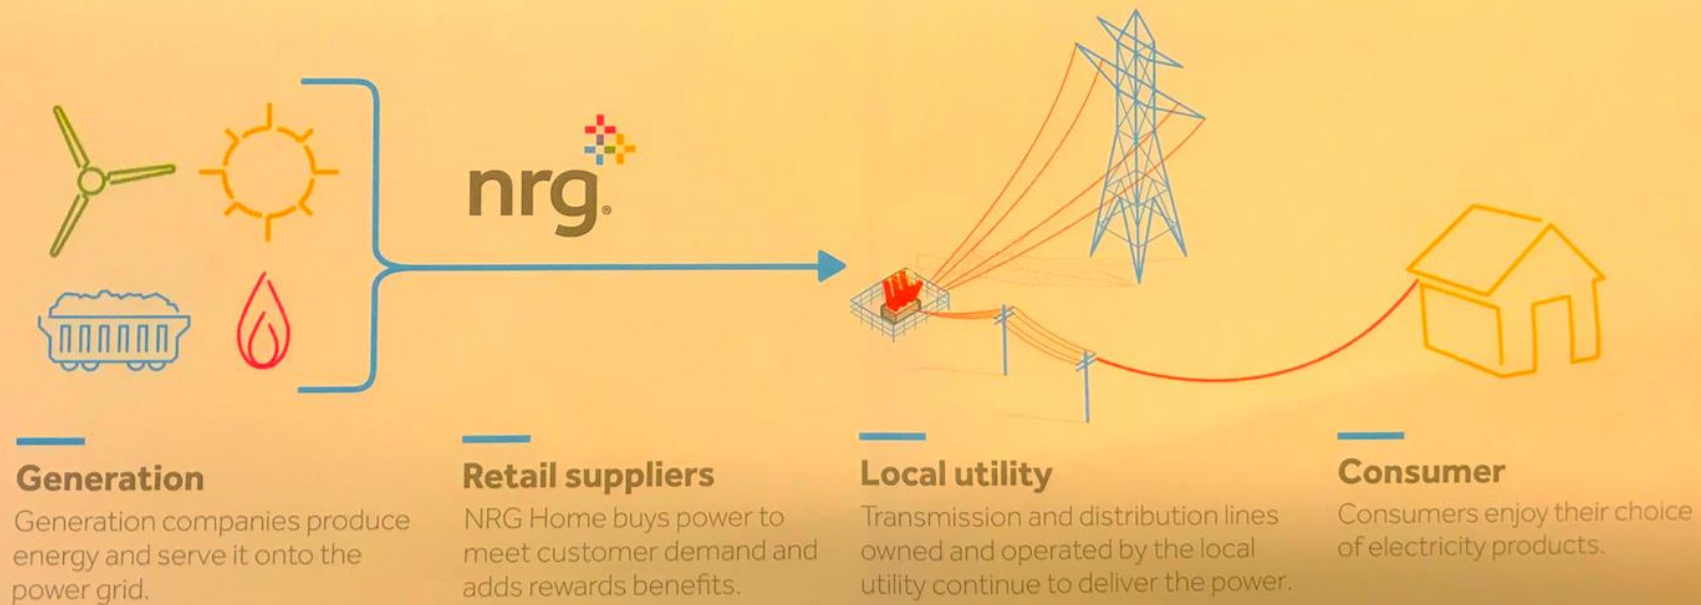 nrg®
Generation
Generation companies produce
energy and serve it onto the
power grid.
Retail suppliers
NRG Home buys power to
meet customer demand and
adds rewards benefits.
Local utility
Transmission and distribution lines
owned and operated by the local
utility continue to deliver the power.
Consumer
Consumers enjoy their choice
of electricity products.